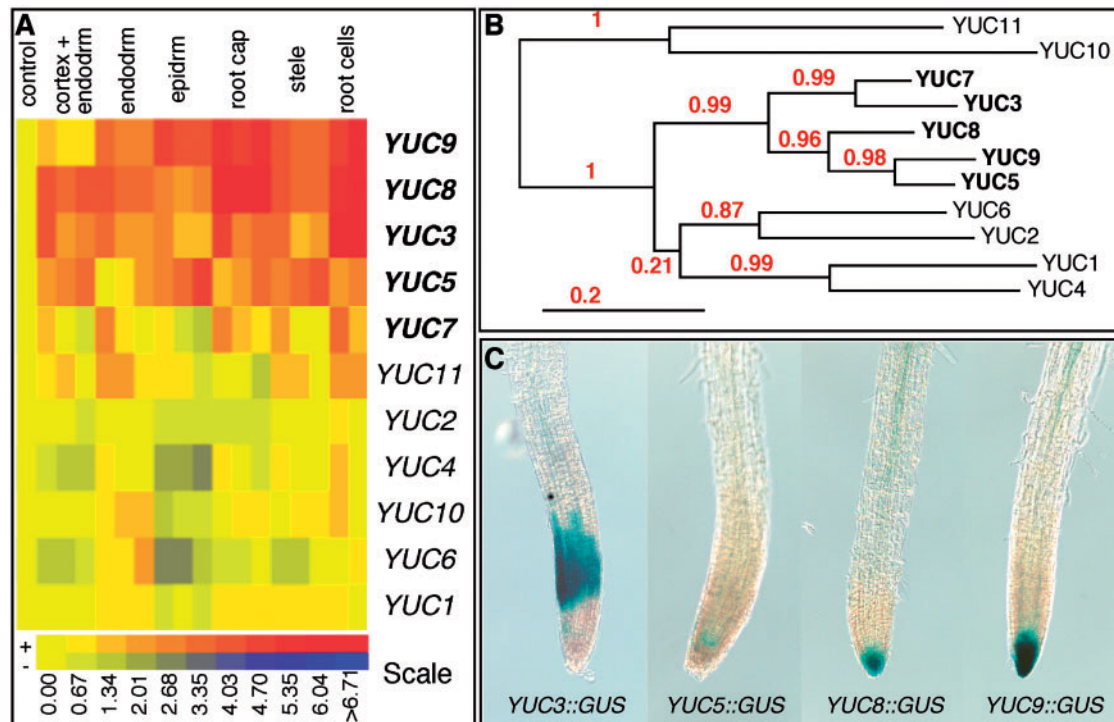 A
control
cortex +
endodrm
endodrm
epidrm
root cap
stele
root cells
YUC9
YUC8
YUC3
YUC5
YUC7
YUC11
YUC2
YUC4
YUC10
YUC6
YUC1
+
-
Scale
0.00
0.67
1.34
2.01
2.68
3.35
4.03
4.70
5.35
6.04
>6.71
B
1
YUC11
YUC10
0.99
YUC7
0.99
YUC3
YUC8
0.96
0.98
YUC9
1
YUC5
0.87
YUC6
YUC2
0.21
0.99
YUC1
YUC4
0.2
C
YUC3::GUS
YUC5::GUS
YUC8::GUS
YUC9::GUS